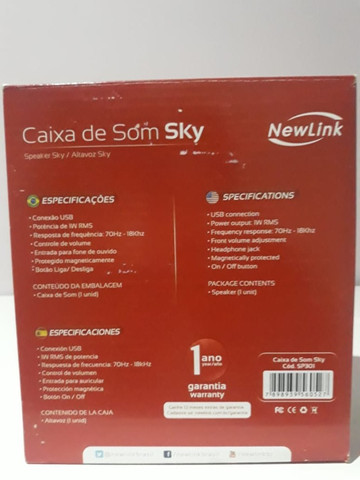 Caixa de Som Sky
Speaker Sky / Altavoz Sky
NewLink
ESPECIFICAÇÕES
• Conexão USB
• Potência de 1W RMS
• Resposta de frequência: 70Hz - 18Khz
• Controle de volume
• Entrada para fone de ouvido
• Protegido magneticamente
• Botão Liga/ Desliga
CONTEÚDO DA EMBALAGEM
• Caixa de Som (1 unid)
SPECIFICATIONS
• USB connection
• Power output: 1W RMS
• Frequency response: 70Hz - 18Khz
• Front volume adjustment
• Headphone jack
• Magnetically protected
• On / Off button
PACKAGE CONTENTS
• Speaker (1 unit)
ESPECIFICACIONES
• Conexión USB
• 1W RMS de potencia
• Respuesta de frecuencia: 70Hz - 18kHz
• Control de volumen
• Entrada para auricular
• Protección magnética
• Botón On / Off
CONTENIDO DE LA CAJA
• Altavoz (1 unid)
1 ano
year/año
garantia
warranty
Caixa de Som Sky
Cód. SP301